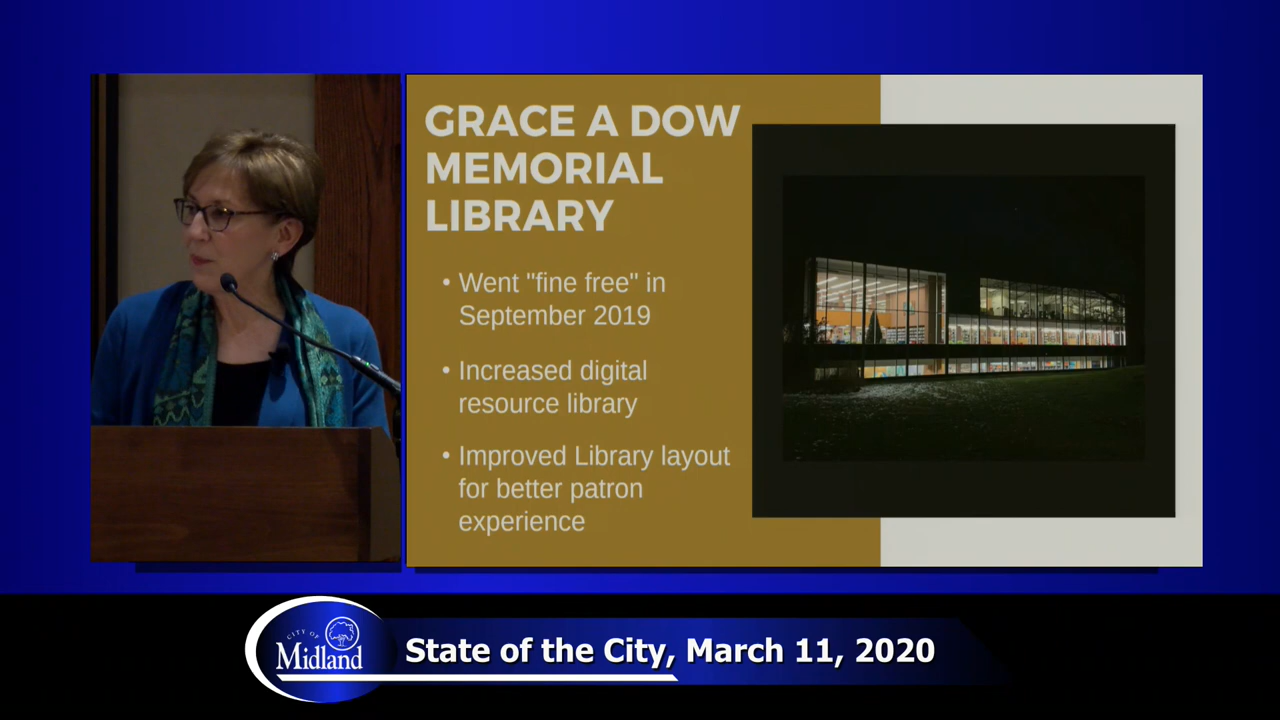 GRACE A DOW
MEMORIAL
LIBRARY
• Went "fine free" in
September 2019
• Increased digital
resource library
• Improved Library layout
for better patron
experience
CITY OF
Midland
State of the City, March 11, 2020